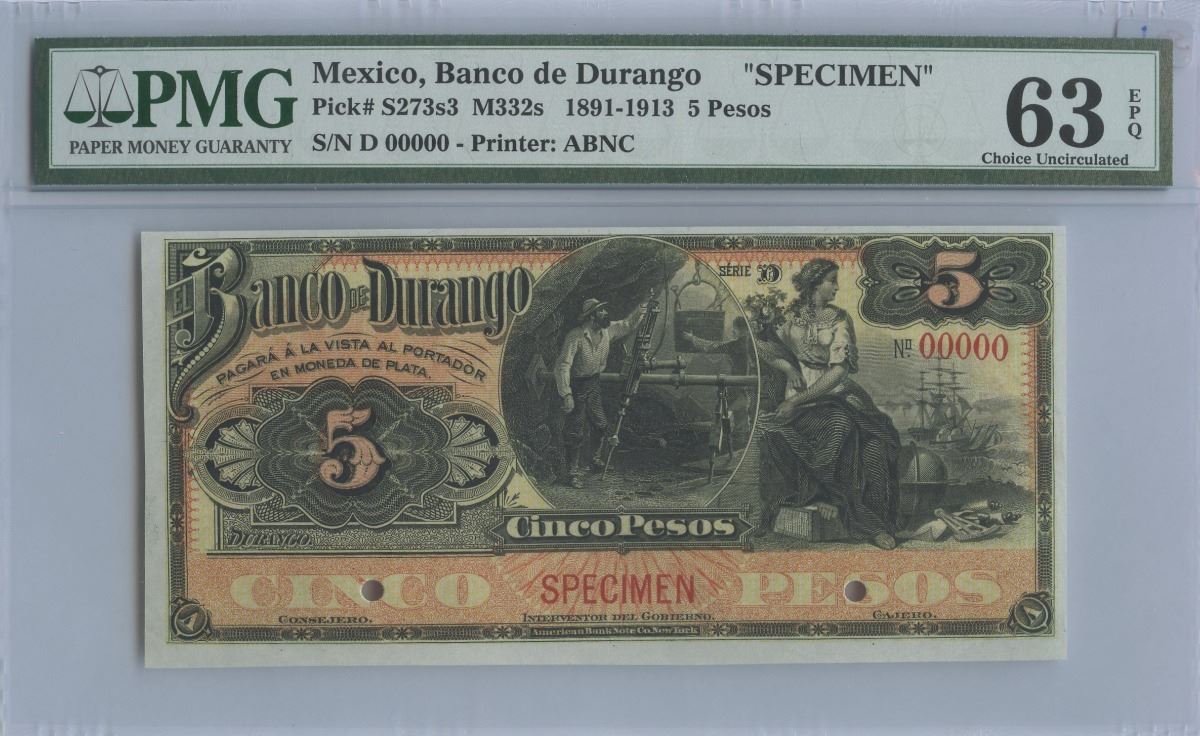 PMG
PAPER MONEY GUARANTY
Mexico, Banco de Durango "SPECIMEN"
Pick# S273s3 M332s 1891-1913 5 Pesos
S/N D 00000 - Printer: ABNC
63
EPQ
Choice Uncirculated
EL Banco DE Durango
PAGARÁ Á LA VISTA AL PORTADOR
EN MONEDA DE PLATA.
SÉRIE D
5
No. 00000
5
DURANGO.
CINCO PESOS
CINCO SPECIMEN PESOS
CONSEJERO. INTERVENTOR DEL GOBIERNO. CAJERO.
A A
American Bank Note Co. New York